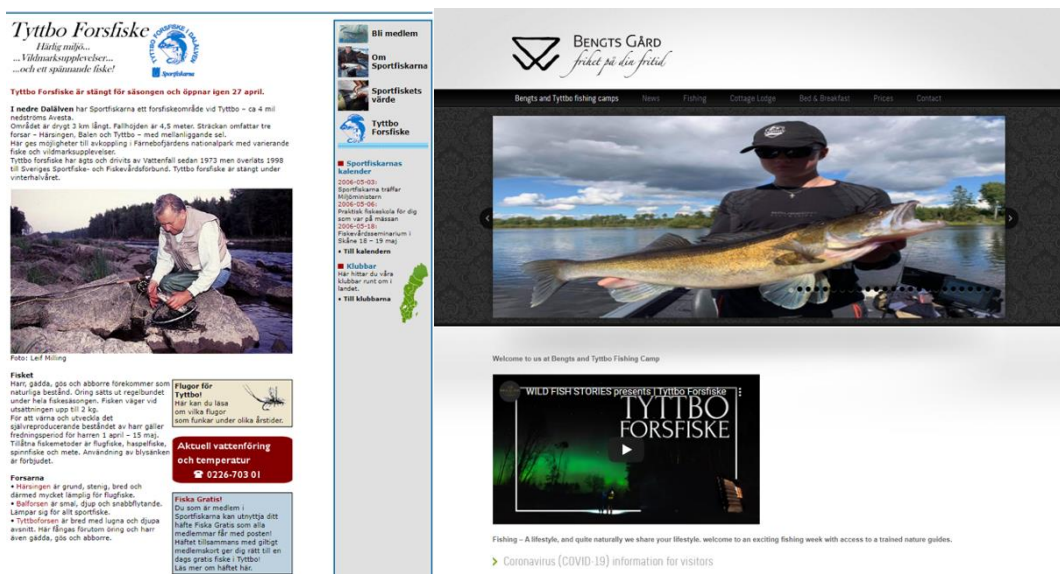 Tyttbo Forsfiske
Härlig miljö...
...Vildmarksupplevelser...
...och ett spännande fiske!
TYTTBO FORSFISKE I DALÄLVEN
Sportfiskarna
Tyttbo Forsfiske är stängt för säsongen och öppnar igen 27 april.
I nedre Dalälven har Sportfiskarna ett forsfiskeområde vid Tyttbo – ca 4 mil
nedströms Avesta.
Området är drygt 3 km långt. Fallhöjden är 4,5 meter. Sträckan omfattar tre
forsar – Härsingen, Balen och Tyttbo – med mellanliggande sel.
Här ges möjligheter till avkoppling i Färnebofjärdens nationalpark med varierande
fiske och vildmarksupplevelser.
Tyttbo forsfiske har ägts och drivits av Vattenfall sedan 1973 men överläts 1998
till Sveriges Sportfiske- och Fiskevårdsförbund. Tyttbo forsfiske är stängt under
vinterhalvåret.
Foto: Leif Milling
Fisket
Harr, gädda, gös och abborre förekommer som
naturliga bestånd. Öring sätts ut regelbundet
under hela fiskesäsongen. Fisken väger vid
utsättningen upp till 2 kg.
För att värna och utveckla det
självreproducerande beståndet av harr gäller
fredningsperiod för harren 1 april – 15 maj.
Tillåtna fiskemetoder är flugfiske, haspelfiske,
spinnfiske och mete. Användning av blysänken
är förbjudet.
Forsarna
• Härsingen är grund, stenig, bred och
därmed mycket lämplig för flugfiske.
• Balforsen är smal, djup och snabbflytande.
Lämpar sig för allt sportfiske.
• Tyttboforsen är bred med lugna och djupa
avsnitt. Här fångas förutom öring och harr
även gädda, gös och abborre.
Flugor för
Tyttbo!
Här kan du läsa
om vilka flugor
som funkar under olika årstider.
Aktuell vattenföring
och temperatur
☎ 0226-703 01
Fiska Gratis!
Du som är medlem i
Sportfiskarna kan utnyttja ditt
häfte Fiska Gratis som alla
medlemmar får med posten!
Häftet tillsammans med giltigt
medlemskort ger dig rätt till en
dags gratis fiske i Tyttbo!
Läs mer om häftet här.
Bli medlem
Om
Sportfiskarna
Sportfiskets
värde
Tyttbo
Forsfiske
Sportfiskarnas
kalender
2006-05-03:
Sportfiskarna träffar
Miljöministern
2006-05-06:
Praktisk fiskeskola för dig
som var på mässan
2006-05-18:
Fiskevårdsseminarium i
Skåne 18 – 19 maj
• Till kalendern
Klubbar
Här hittar du våra
klubbar runt om i
landet.
• Till klubbarna
BENGTS GÅRD
frihet på din fritid
Bengts and Tyttbo fishing camps News Fishing Cottage Lodge Bed & Breakfast Prices Contact
Welcome to us at Bengts and Tyttbo Fishing Camp
WILD FISH STORIES presents | Tyttbo Forsfiske
TYTTBO
FORSFISKE
Fishing – A lifestyle, and quite naturally we share your lifestyle. welcome to an exciting fishing week with access to a trained nature guides.
Coronavirus (COVID-19) information for visitors